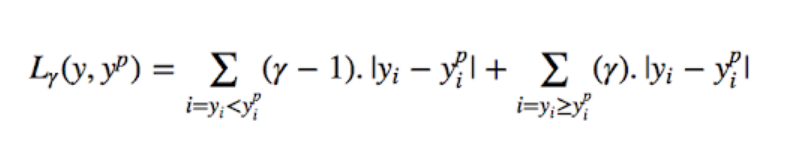 L_γ(y, y^p) = ∑_{i=y_i<y_i^p} (γ − 1). |y_i − y_i^p| + ∑_{i=y_i≥y_i^p} (γ). |y_i − y_i^p|